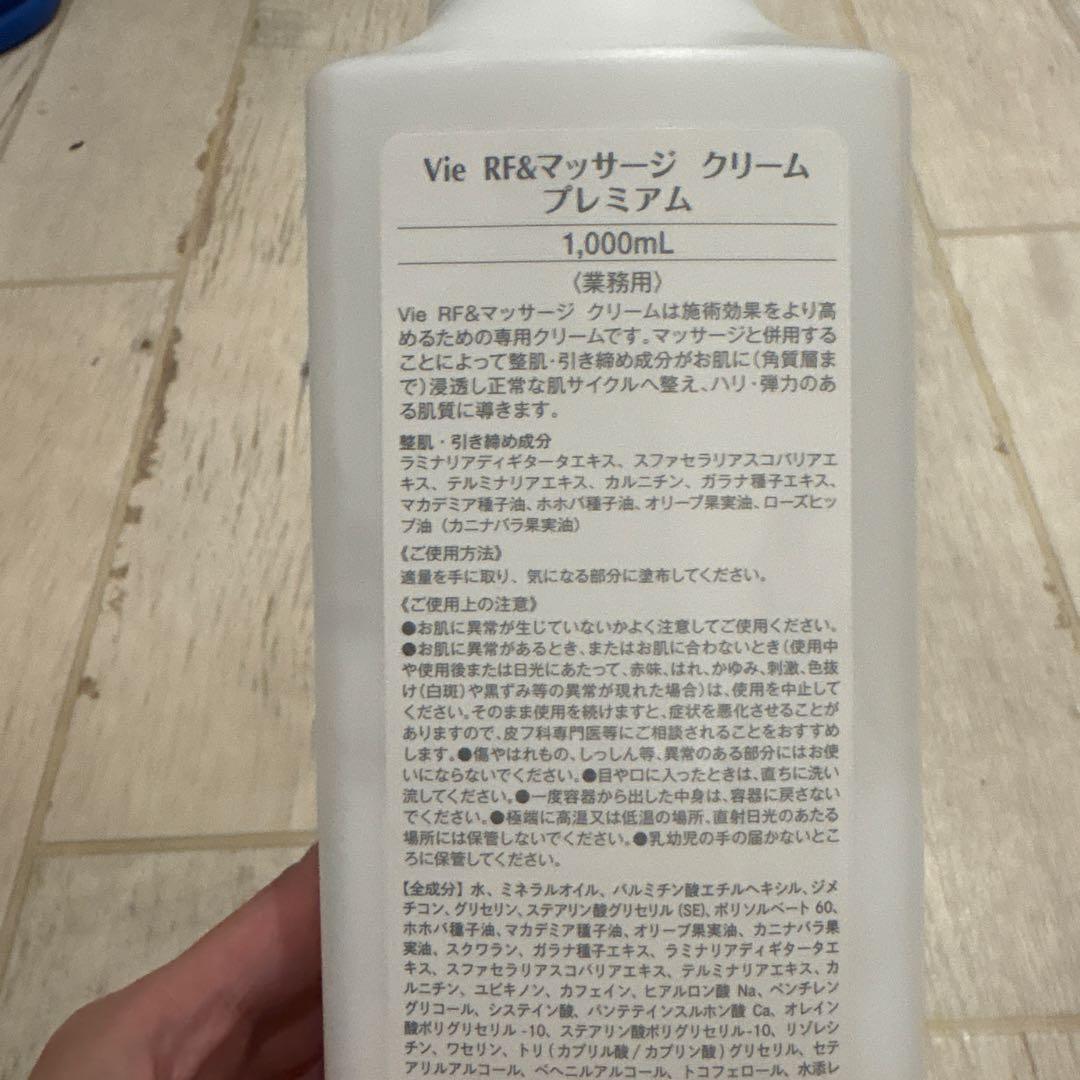 Vie RF&マッサージ クリーム
プレミアム
1,000mL
〈業務用〉
Vie RF&マッサージ クリームは施術効果をより高
めるための専用クリームです。マッサージと併用する
ことによって整肌・引き締め成分がお肌に(角質層ま
で)浸透し正常な肌サイクルへ整え、ハリ・弾力のあ
る肌質に導きます。
整肌・引き締め成分
ラミナリアディギタータエキス、スファセラリアスコパリアエ
キス、テルミナリアエキス、カルニチン、ガラナ種子エキス、
マカデミア種子油、ホホバ種子油、オリーブ果実油、ローズヒッ
プ油(カニナバラ果実油)
《ご使用方法》
適量を手に取り、気になる部分に塗布してください。
《ご使用上の注意》
●お肌に異常が生じていないかよく注意してご使用ください。
●お肌に異常があるとき、またはお肌に合わないとき(使用中
や使用後または日光にあたって、赤味、はれ、かゆみ、刺激、色抜
け(白斑)や黒ずみ等の異常が現れた場合)は、使用を中止して
ください。そのまま使用を続けますと、症状を悪化させることが
ありますので、皮フ科専門医等にご相談されることをおすすめ
します。●傷やはれもの、しっしん等、異常のある部分にはお使
いにならないでください。●目や口に入ったときは、直ちに洗い
流してください。●一度容器から出した中身は、容器に戻さない
でください。●極端に高温又は低温の場所、直射日光のあたる
場所には保管しないでください。●乳幼児の手の届かないとこ
ろに保管してください。
【全成分】水、ミネラルオイル、パルミチン酸エチルヘキシル、ジメ
チコン、グリセリン、ステアリン酸グリセリル(SE)、ポリソルベート60、
ホホバ種子油、マカデミア種子油、オリーブ果実油、カニナバラ果
実油、スクワラン、ガラナ種子エキス、ラミナリアディギタータエ
キス、スファセラリアスコパリアエキス、テルミナリアエキス、カ
ルニチン、ユビキノン、カフェイン、ヒアルロン酸Na、ペンチレン
グリコール、システイン酸、パンテテインスルホン酸Ca、オレイン
酸ポリグリセリル-10、ステアリン酸ポリグリセリル-10、リゾレシ
チン、ワセリン、トリ(カプリル酸/カプリン酸)グリセリル、セテ
アリルアルコール、ベヘニルアルコール、トコフェロール、水添レ